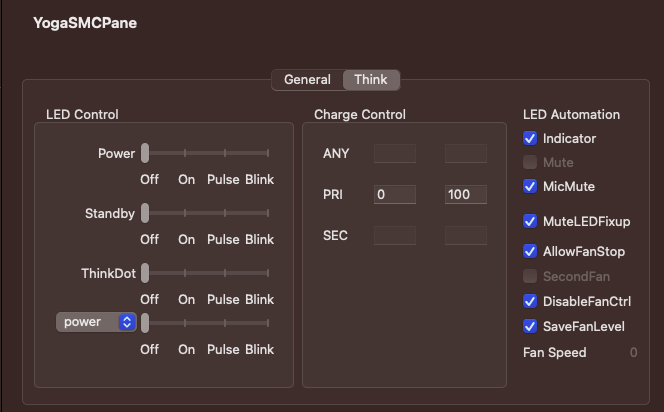 YogaSMCPane
General Think
LED Control
Power
Off On Pulse Blink
Standby
Off On Pulse Blink
ThinkDot
Off On Pulse Blink
power
Off On Pulse Blink
Charge Control
ANY
PRI 0 100
SEC
LED Automation
Indicator
Mute
MicMute
MuteLEDFixup
AllowFanStop
SecondFan
DisableFanCtrl
SaveFanLevel
Fan Speed 0